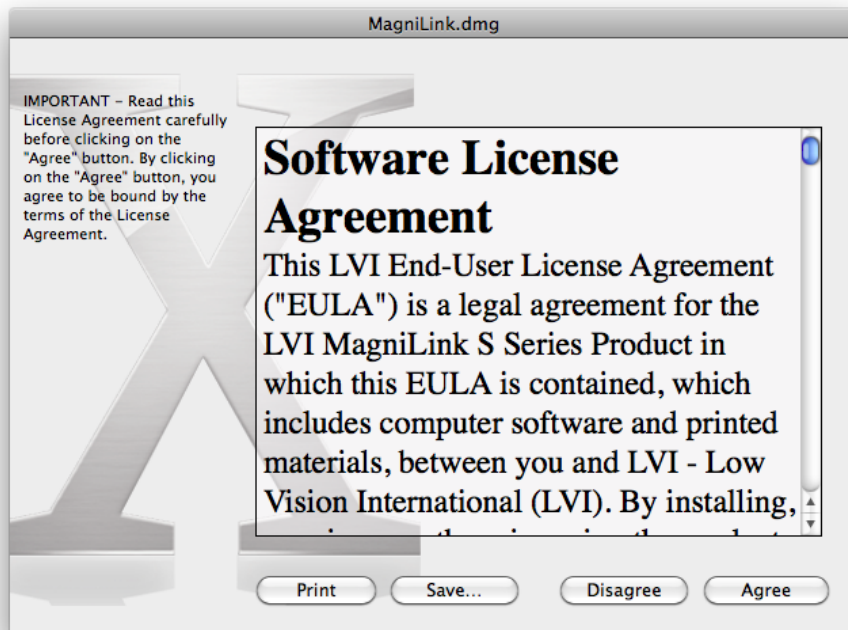 MagniLink.dmg
IMPORTANT – Read this
License Agreement carefully
before clicking on the
"Agree" button. By clicking
on the "Agree" button, you
agree to be bound by the
terms of the License
Agreement.
Software License
Agreement
This LVI End-User License Agreement
("EULA") is a legal agreement for the
LVI MagniLink S Series Product in
which this EULA is contained, which
includes computer software and printed
materials, between you and LVI - Low
Vision International (LVI). By installing,
Print
Save...
Disagree
Agree